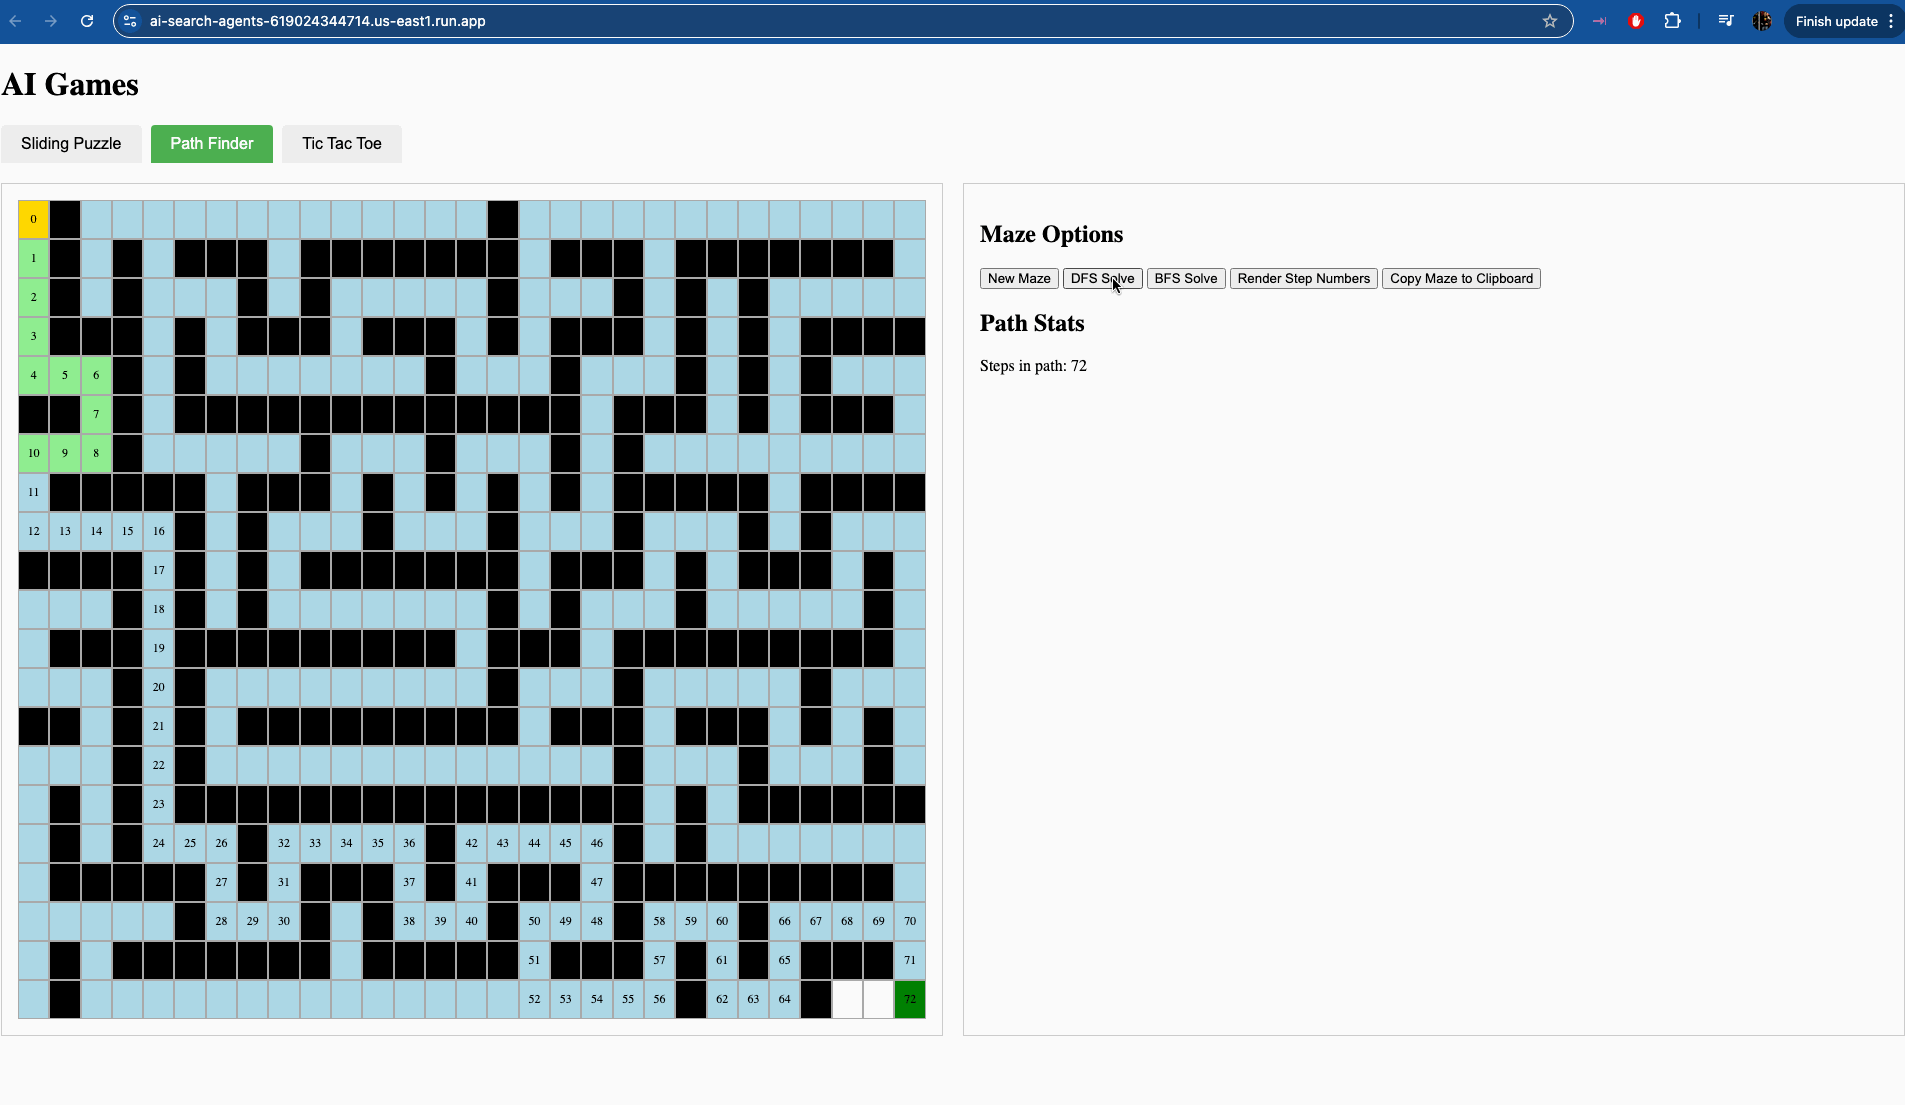 ai-search-agents-619024344714.us-east1.run.app
Finish update
AI Games
Sliding Puzzle
Path Finder
Tic Tac Toe
0
1
2
3
4 5 6
7
10 9 8
11
12 13 14 15 16
17
18
19
20
21
22
23
24 25 26 32 33 34 35 36 42 43 44 45 46
27 31 37 41 47
28 29 30 38 39 40 50 49 48 58 59 60 66 67 68 69 70
51 57 61 65 71
52 53 54 55 56 62 63 64 72
Maze Options
New Maze
DFS Solve
BFS Solve
Render Step Numbers
Copy Maze to Clipboard
Path Stats
Steps in path: 72